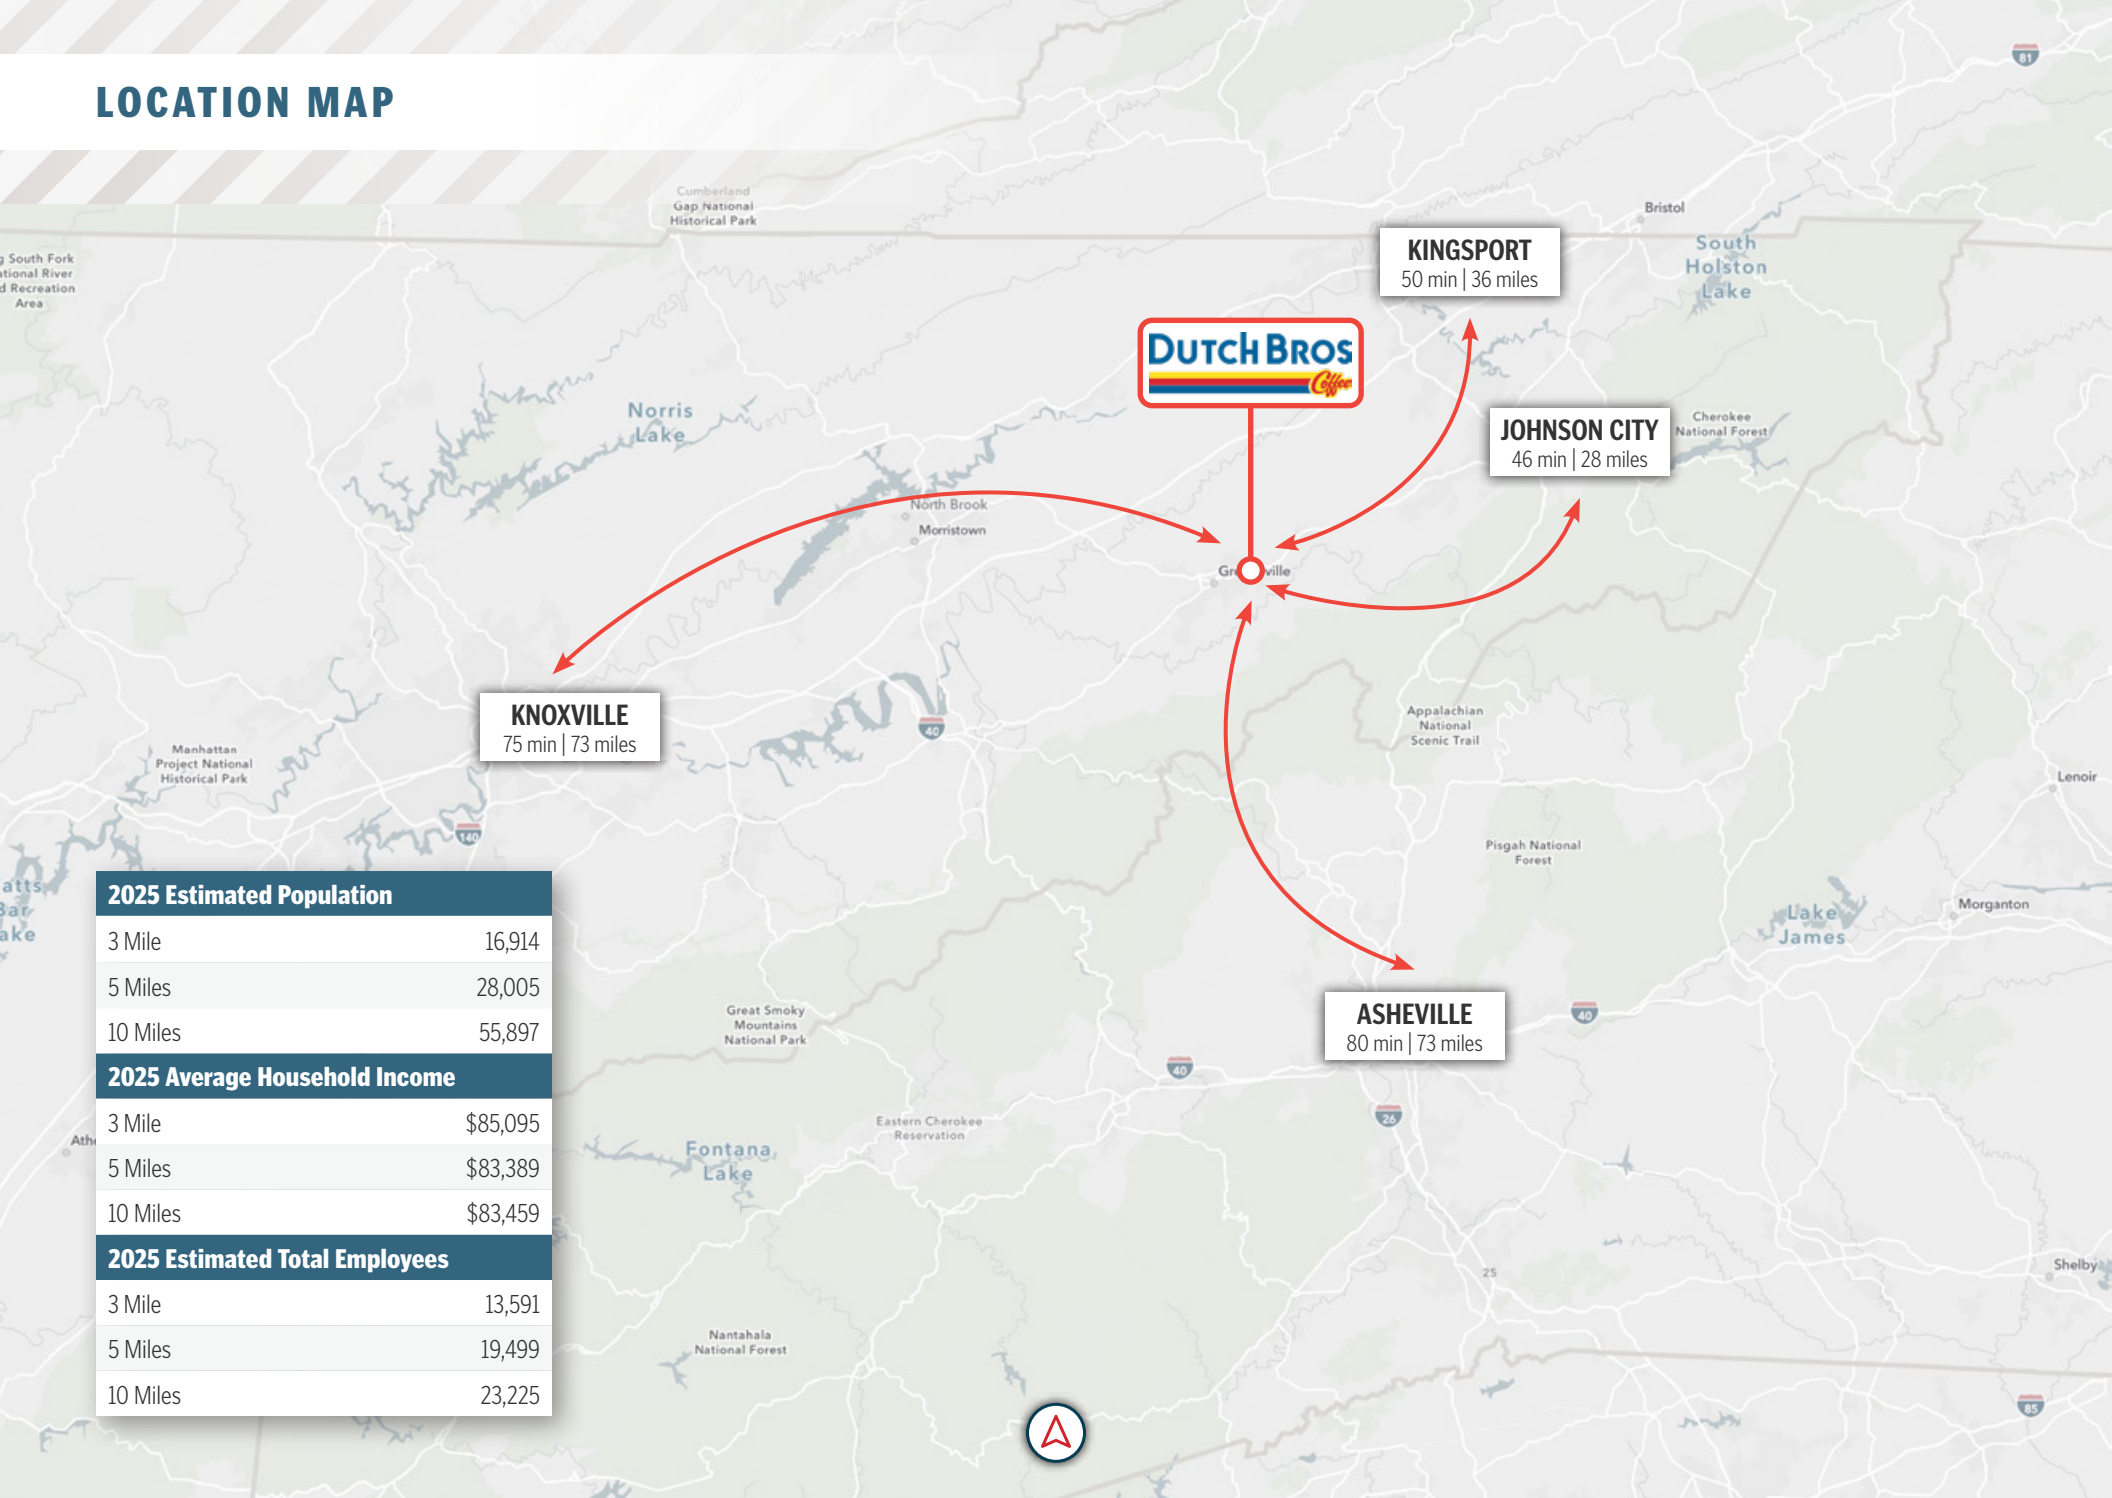 LOCATION MAP
81
Cumberland
Gap National
Historical Park
Bristol
South Fork
River
Recreation
Area
KINGSPORT
50 min | 36 miles
South
Holston
Lake
DUTCH BROS
Coffee
Norris
Lake
JOHNSON CITY
46 min | 28 miles
Cherokee
National Forest
North Brook
Morristown
Gr ville
KNOXVILLE
75 min | 73 miles
40
Appalachian
National
Scenic Trail
Manhattan
Project National
Historical Park
Lenoir
140
Pisgah National
Forest
Lake
James
Morganton
2025 Estimated Population
3 Mile 16,914
5 Miles 28,005
10 Miles 55,897
2025 Average Household Income
3 Mile $85,095
5 Miles $83,389
10 Miles $83,459
2025 Estimated Total Employees
3 Mile 13,591
5 Miles 19,499
10 Miles 23,225
Great Smoky
Mountains
National Park
ASHEVILLE
80 min | 73 miles
40
40
26
Eastern Cherokee
Reservation
Fontana
Lake
25
Shelby
Nantahala
National Forest
85